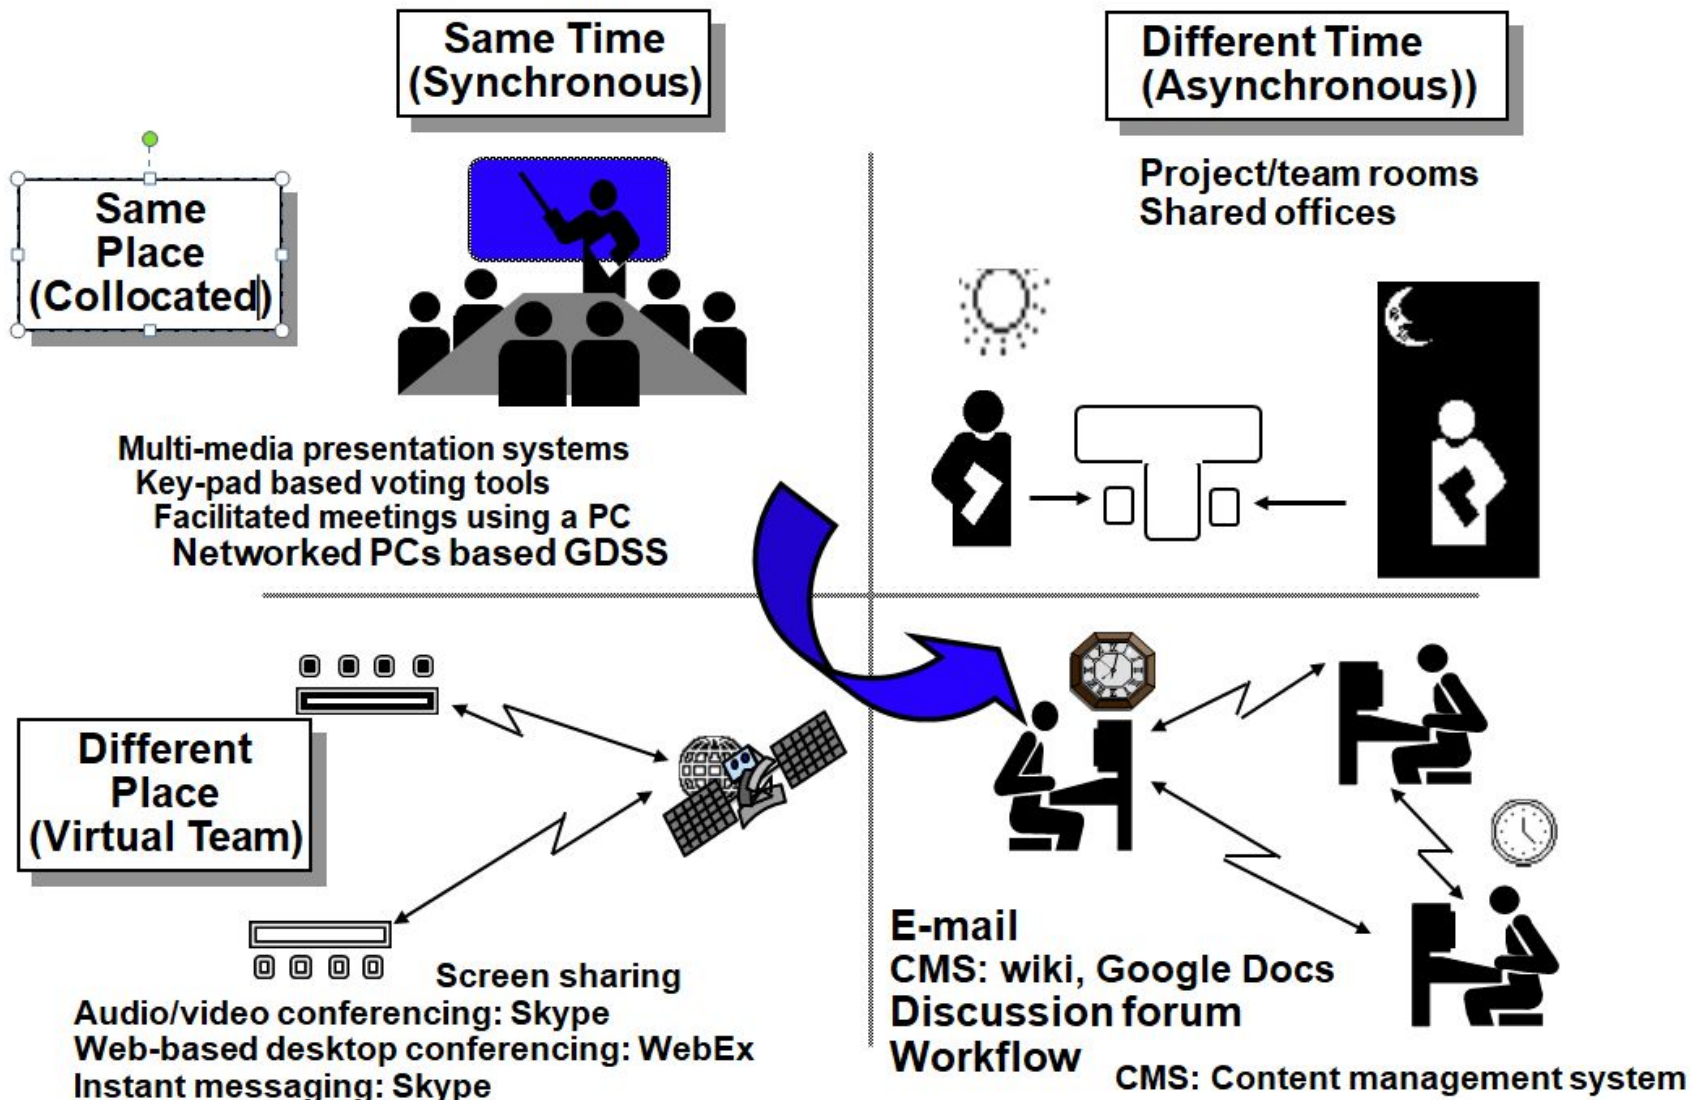 Same Time
(Synchronous)
Different Time
(Asynchronous))
Same
Place
(Collocated)
Project/team rooms
Shared offices
Multi-media presentation systems
Key-pad based voting tools
Facilitated meetings using a PC
Networked PCs based GDSS
Different
Place
(Virtual Team)
Screen sharing
Audio/video conferencing: Skype
Web-based desktop conferencing: WebEx
Instant messaging: Skype
E-mail
CMS: wiki, Google Docs
Discussion forum
Workflow
CMS: Content management system